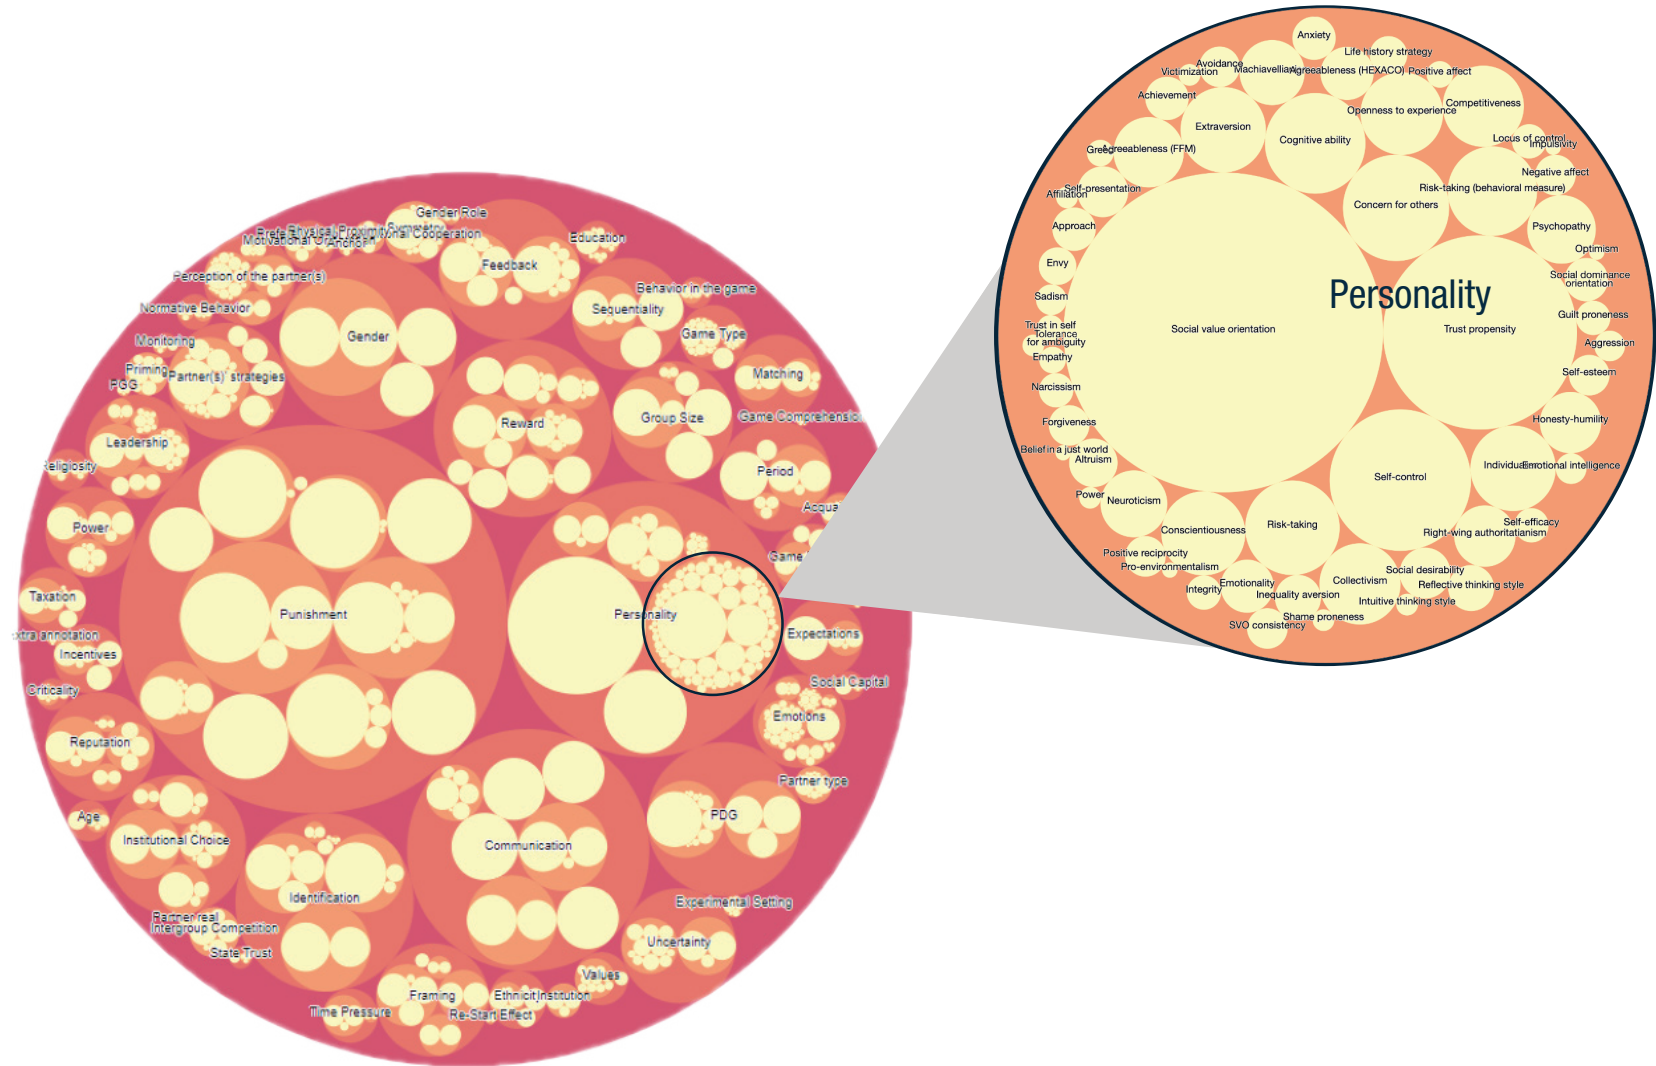 Gender Role
Symmetry
Physical Proximity
Anchor
Education
Feedback
Perception of the partner(s)
Behavior in the game
Normative Behavior
Sequentiality
Gender
Game Type
Monitoring
Priming
Partner(s)' strategies
PGG
Matching
Reward
Group Size
Leadership
Period
Power
Punishment
Personality
Taxation
Expectations
Incentives
Criticality
Social Capital
Emotions
Reputation
Partner type
Age
PDG
Institutional Choice
Communication
Identification
Experimental Setting
Partner real
Intergroup Competition
State Trust
Uncertainty
Values
Framing
Institution
Time Pressure
Re-Start Effect
Anxiety
Life history strategy
Avoidance
Victimization
Agreeableness (HEXACO)
Positive affect
Achievement
Openness to experience
Competitiveness
Extraversion
Cognitive ability
Locus of control
Impulsivity
Agreeableness (FFM)
Negative affect
Self-presentation
Affiliation
Risk-taking (behavioral measure)
Concern for others
Approach
Psychopathy
Optimism
Envy
Social dominance
orientation
Personality
Sadism
Guilt proneness
Trust in self
Tolerance
for ambiguity
Social value orientation
Trust propensity
Aggression
Empathy
Self-esteem
Narcissism
Forgiveness
Honesty-humility
Belief in a just world
Altruism
Emotional intelligence
Self-control
Power
Neuroticism
Conscientiousness
Risk-taking
Self-efficacy
Right-wing authoritatianism
Positive reciprocity
Pro-environmentalism
Social desirability
Integrity
Emotionality
Collectivism
Reflective thinking style
Inequality aversion
Intuitive thinking style
Shame proneness
SVO consistency